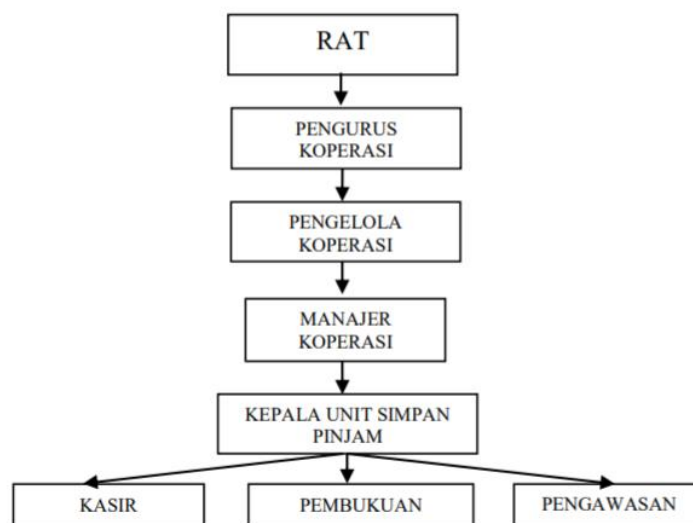 RAT
PENGURUS
KOPERASI
PENGELOLA
KOPERASI
MANAJER
KOPERASI
KEPALA UNIT SIMPAN
PINJAM
KASIR
PEMBUKUAN
PENGAWASAN